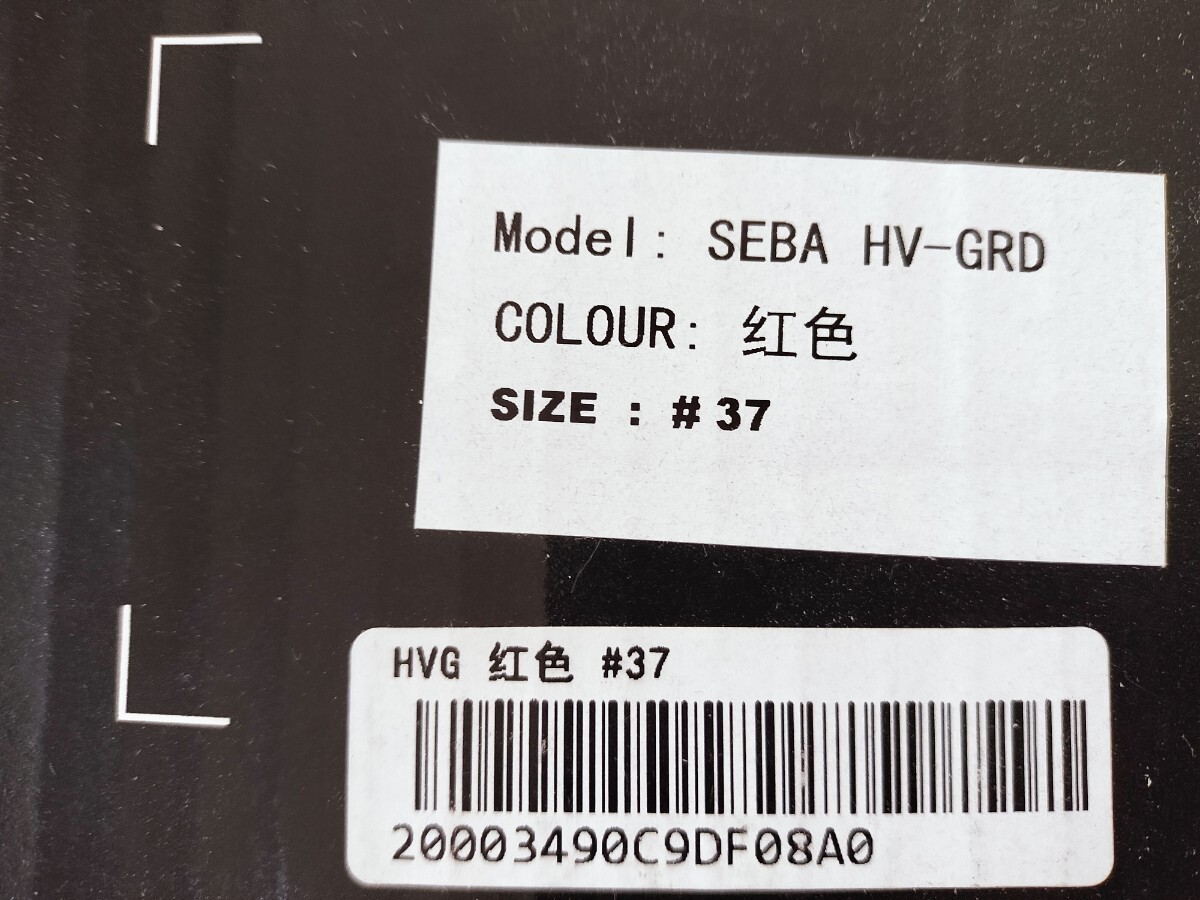 Model: SEBA HV-GRD
COLOUR: 红色
SIZE : #37
HVG 红色 #37
20003490C9DF08A0